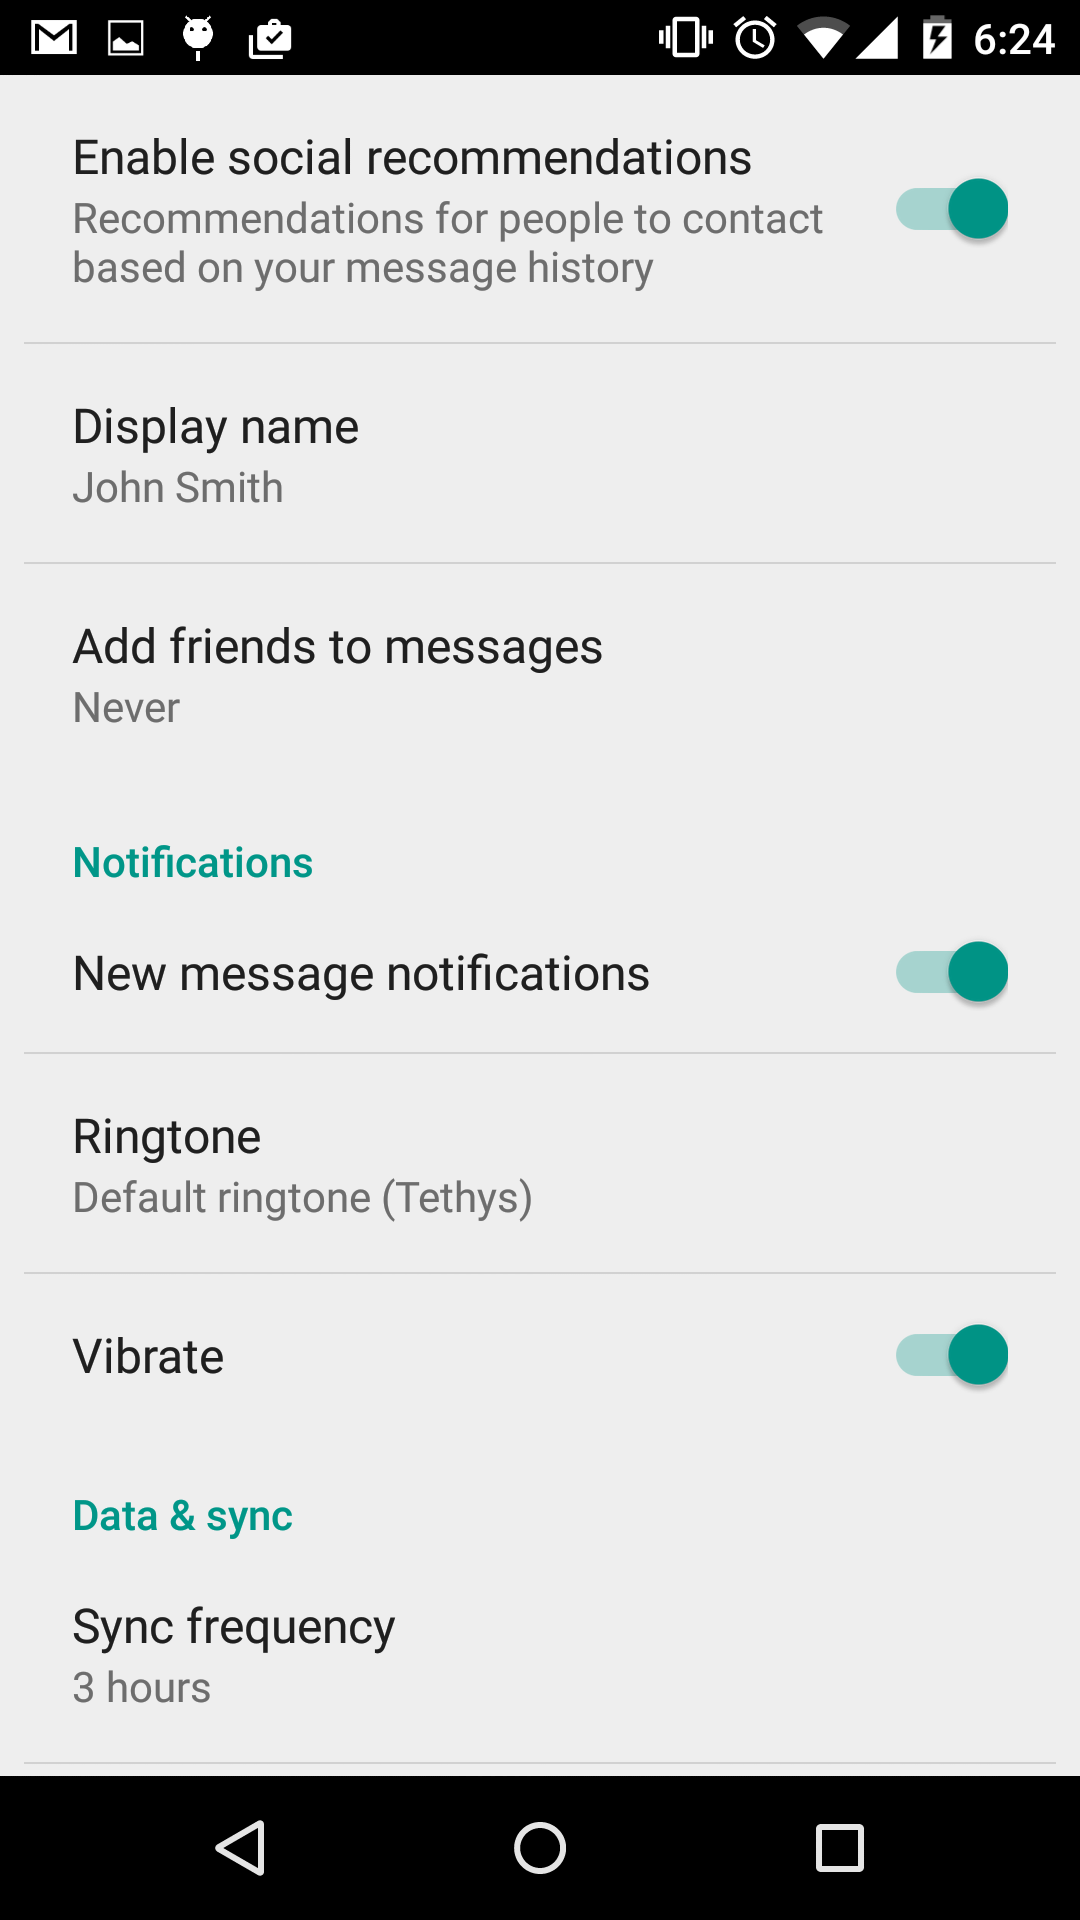 6:24
Enable social recommendations
Recommendations for people to contact
based on your message history
Display name
John Smith
Add friends to messages
Never
Notifications
New message notifications
Ringtone
Default ringtone (Tethys)
Vibrate
Data & sync
Sync frequency
3 hours